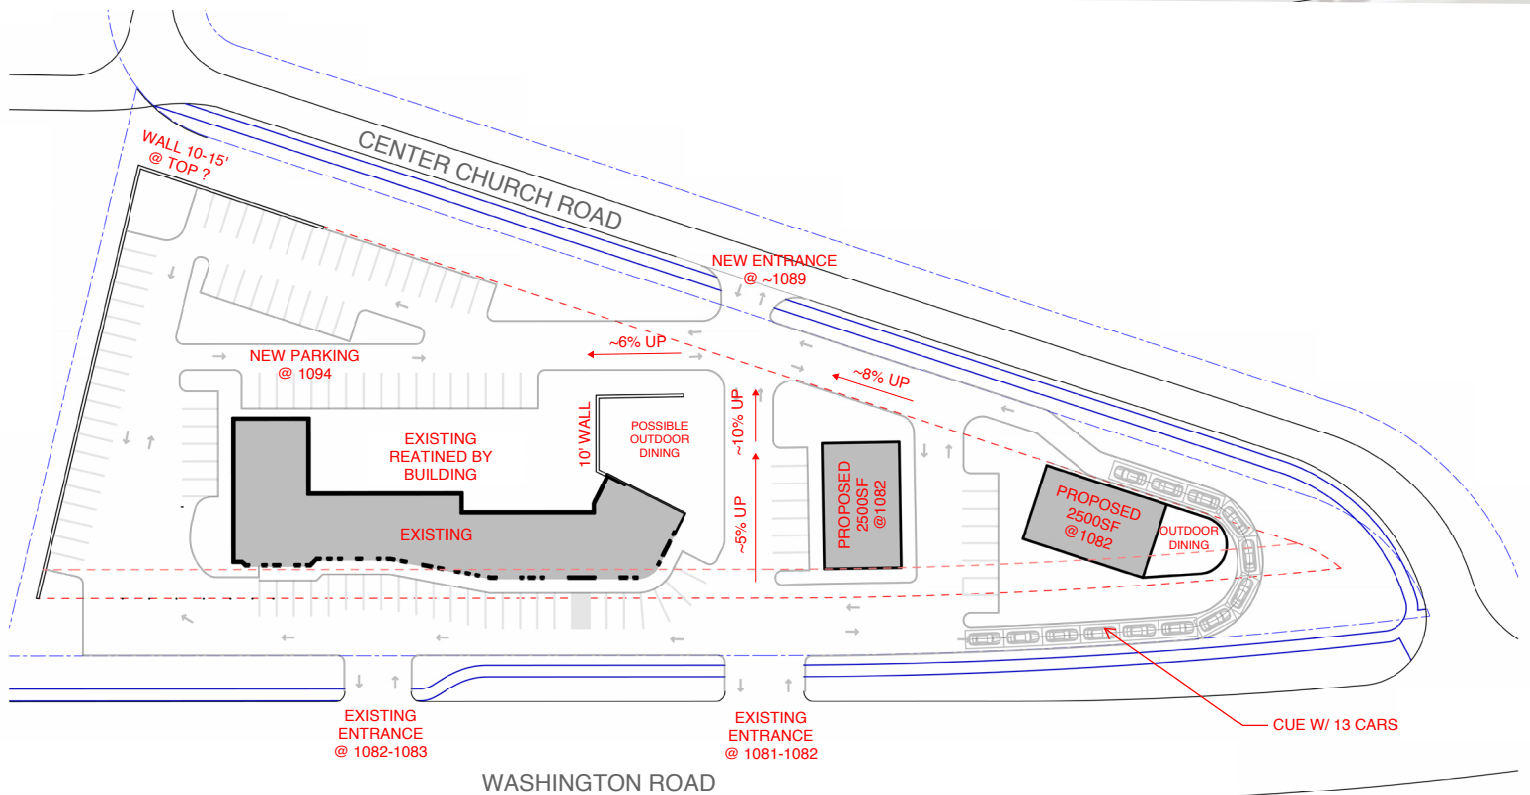 WALL 10-15'
@ TOP ?
CENTER CHURCH ROAD
NEW ENTRANCE
@ ~1089
~6% UP
~8% UP
NEW PARKING
@ 1094
EXISTING
REATINED BY
BUILDING
10' WALL
POSSIBLE
OUTDOOR
DINING
~10% UP
~5% UP
PROPOSED
2500SF
@1082
PROPOSED
2500SF
@1082
OUTDOOR
DINING
EXISTING
EXISTING
ENTRANCE
@ 1082-1083
EXISTING
ENTRANCE
@ 1081-1082
CUE W/ 13 CARS
WASHINGTON ROAD